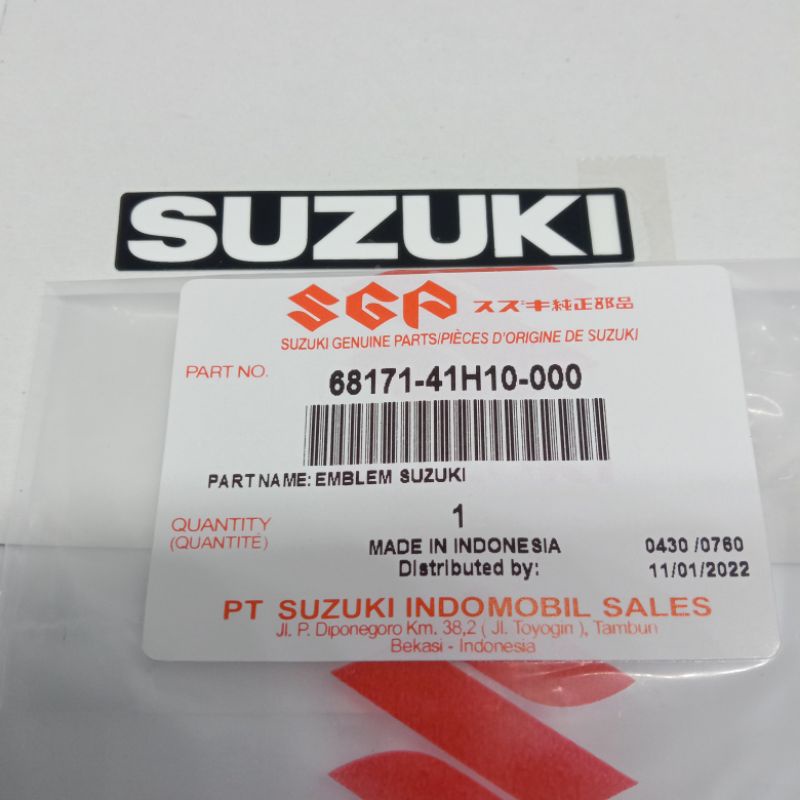 SUZUKI
SGP スズキ純正部品
SUZUKI GENUINE PARTS/PIÈCES D'ORIGINE DE SUZUKI
PART NO. 68171-41H10-000
PART NAME: EMBLEM SUZUKI
QUANTITY 1
(QUANTITÉ) MADE IN INDONESIA 0430 /0760
Distributed by: 11/01/2022
PT SUZUKI INDOMOBIL SALES
Jl. P. Diponegoro Km. 38,2 ( Jl. Toyogiri ), Tambun
Bekasi - Indonesia